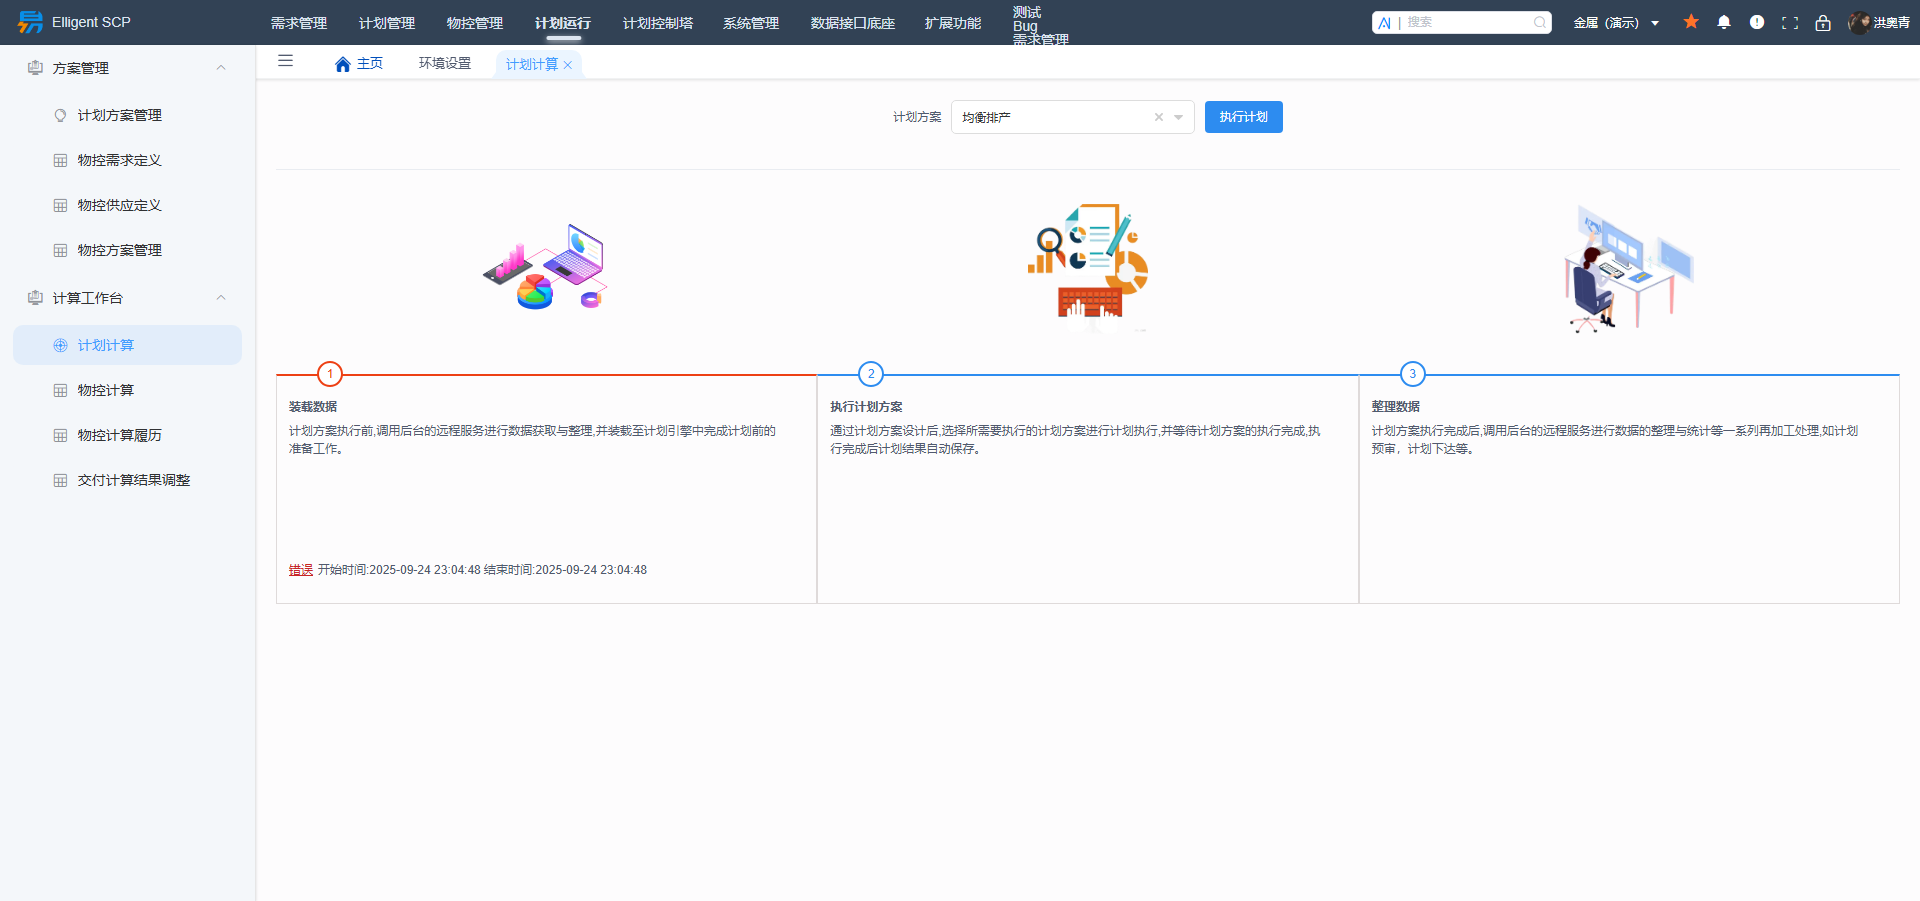 Elligent SCP
需求管理
计划管理
物控管理
计划运行
计划控制塔
系统管理
数据接口底座
扩展功能
测试
Bug
需求管理
搜索
金属（演示）
洪奥青
方案管理
计划方案管理
物控需求定义
物控供应定义
物控方案管理
计算工作台
计划计算
物控计算
物控计算履历
交付计算结果调整
主页
环境设置
计划计算
计划方案
均衡排产
执行计划
1
装载数据
计划方案执行前,调用后台的远程服务进行数据获取与整理,并装载至计划引擎中完成计划前的
准备工作。
错误 开始时间:2025-09-24 23:04:48 结束时间:2025-09-24 23:04:48
2
执行计划方案
通过计划方案设计后,选择所需要执行的计划方案进行计划执行,并等待计划方案的执行完成,执
行完成后计划结果自动保存。
3
整理数据
计划方案执行完成后,调用后台的远程服务进行数据的整理与统计等一系列再加工处理,如计划
预审，计划下达等。